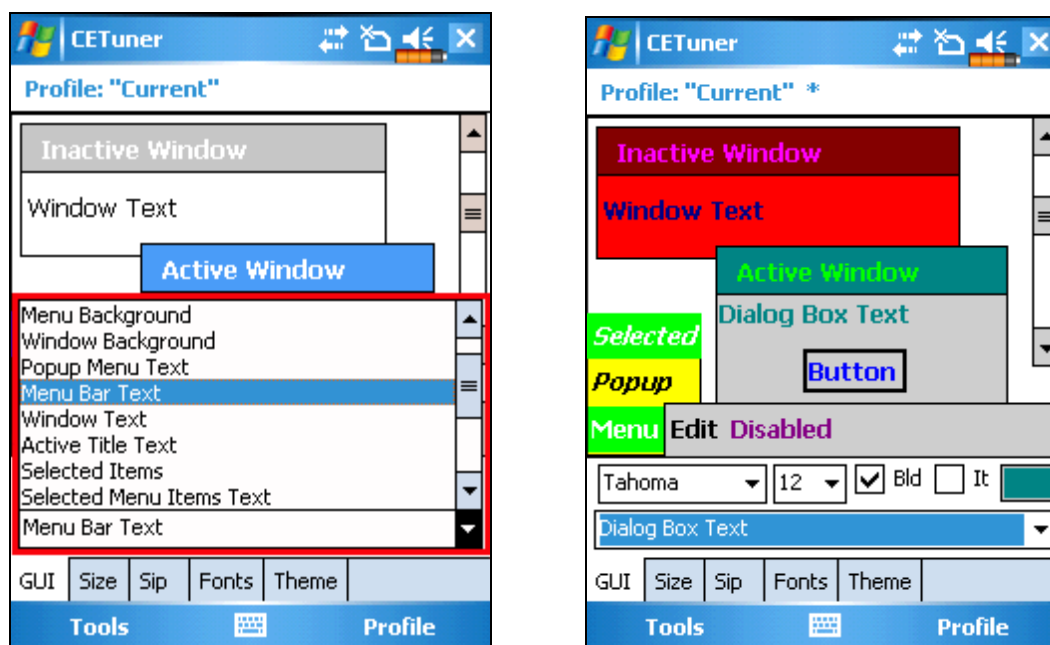 CETuner
Profile: "Current"
Inactive Window
Window Text
Active Window
Menu Background
Window Background
Popup Menu Text
Menu Bar Text
Window Text
Active Title Text
Selected Items
Selected Menu Items Text
Menu Bar Text
GUI Size Sip Fonts Theme
Tools Profile
CETuner
Profile: "Current" *
Inactive Window
Window Text
Active Window
Dialog Box Text
Selected
Button
Popup
Menu Edit Disabled
Tahoma 12 Bld It
Dialog Box Text
GUI Size Sip Fonts Theme
Tools Profile